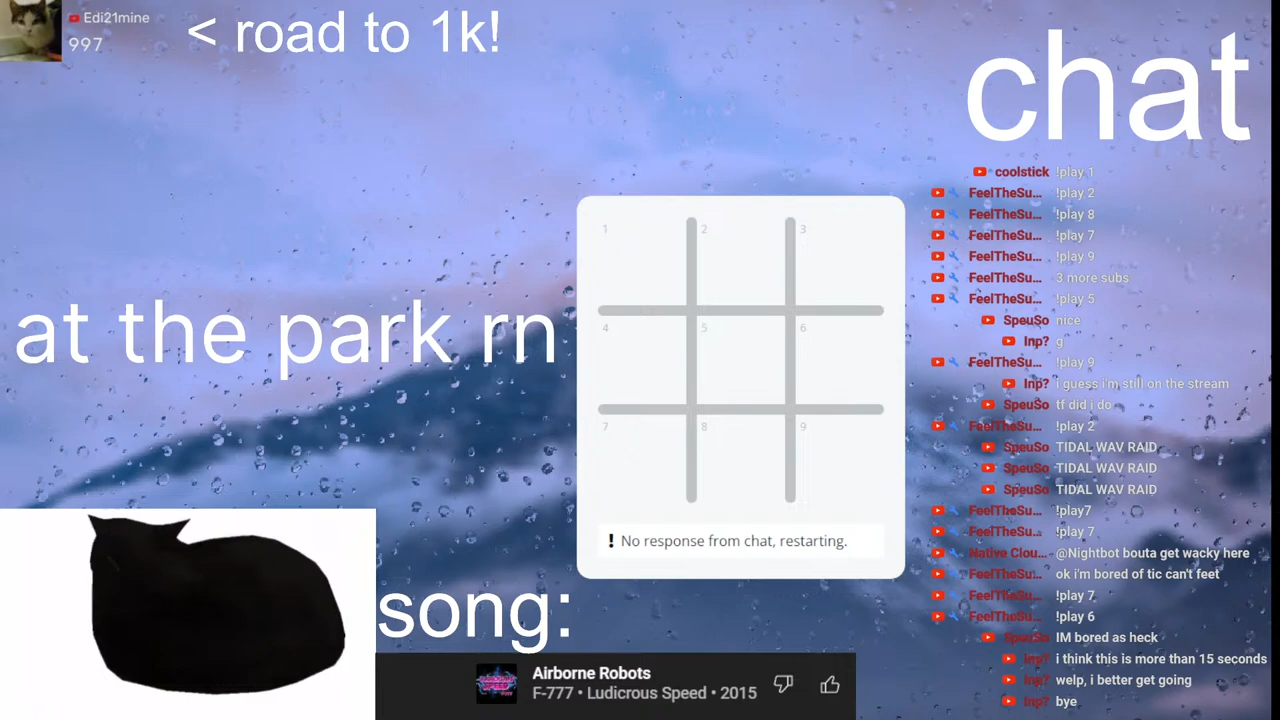 Edi21mine
997
< road to 1k!
chat
at the park rn
1
2
3
4
5
6
7
8
9
! No response from chat, restarting.
song:
Airborne Robots
F-777 • Ludicrous Speed • 2015
coolstick !play 1
FeelTheSu... !play 2
FeelTheSu... !play 8
FeelTheSu... !play 7
FeelTheSu... !play 9
FeelTheSu... 3 more subs
FeelTheSu... !play 5
SpeuSo nice
Inp? g
FeelTheSu... !play 9
Inp? i guess i'm still on the stream
SpeuSo tf did i do
FeelTheSu... !play 2
SpeuSo TIDAL WAV RAID
SpeuSo TIDAL WAV RAID
SpeuSo TIDAL WAV RAID
FeelTheSu... !play7
FeelTheSu... !play 7
Native Clou... @Nightbot bouta get wacky here
FeelTheSu... ok i'm bored of tic can't feet
FeelTheSu... !play 7
FeelTheSu... !play 6
SpeuSo IM bored as heck
Inp? i think this is more than 15 seconds
Inp? welp, i better get going
Inp? bye